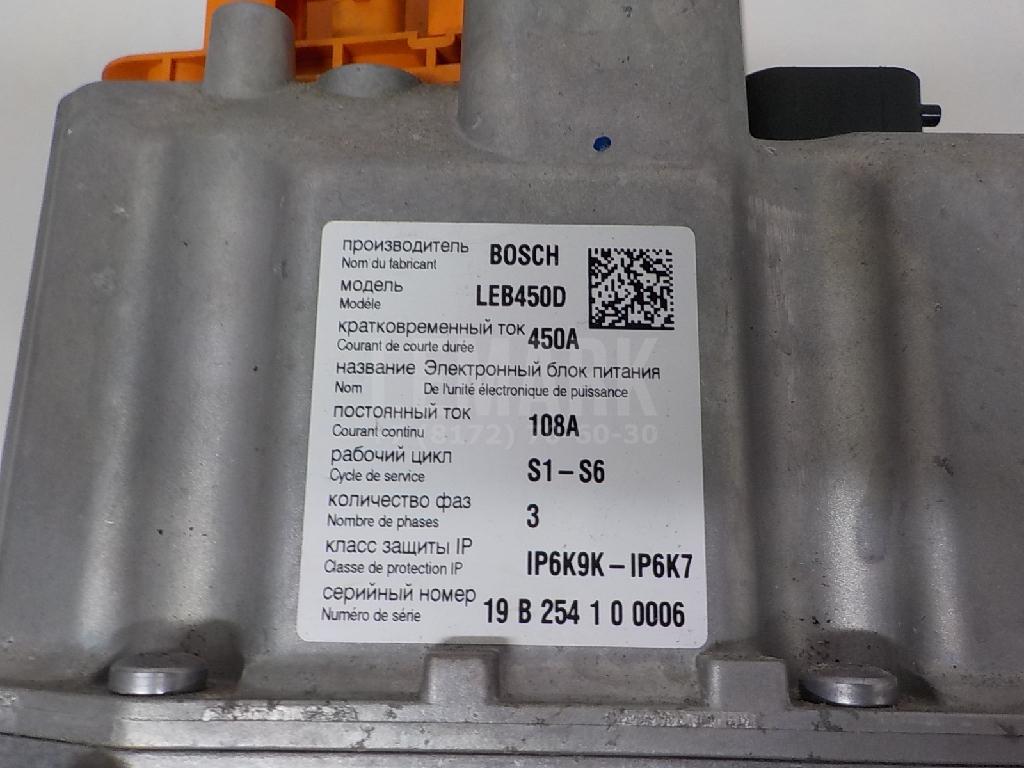 производитель BOSCH
Nom du fabricant
модель LEB450D
Modéle
кратковременный ток 450A
Courant de courte durée
название Электронный блок питания
Nom De l'unité électronique de puissance
постоянный ток 108A
Courant continu
рабочий цикл S1-S6
Cycle de service
количество фаз 3
Nombre de phases
класс защиты IP IP6K9K-IP6K7
Classe de protection IP
серийный номер 19 B 254 1 0 0006
Numéro de série